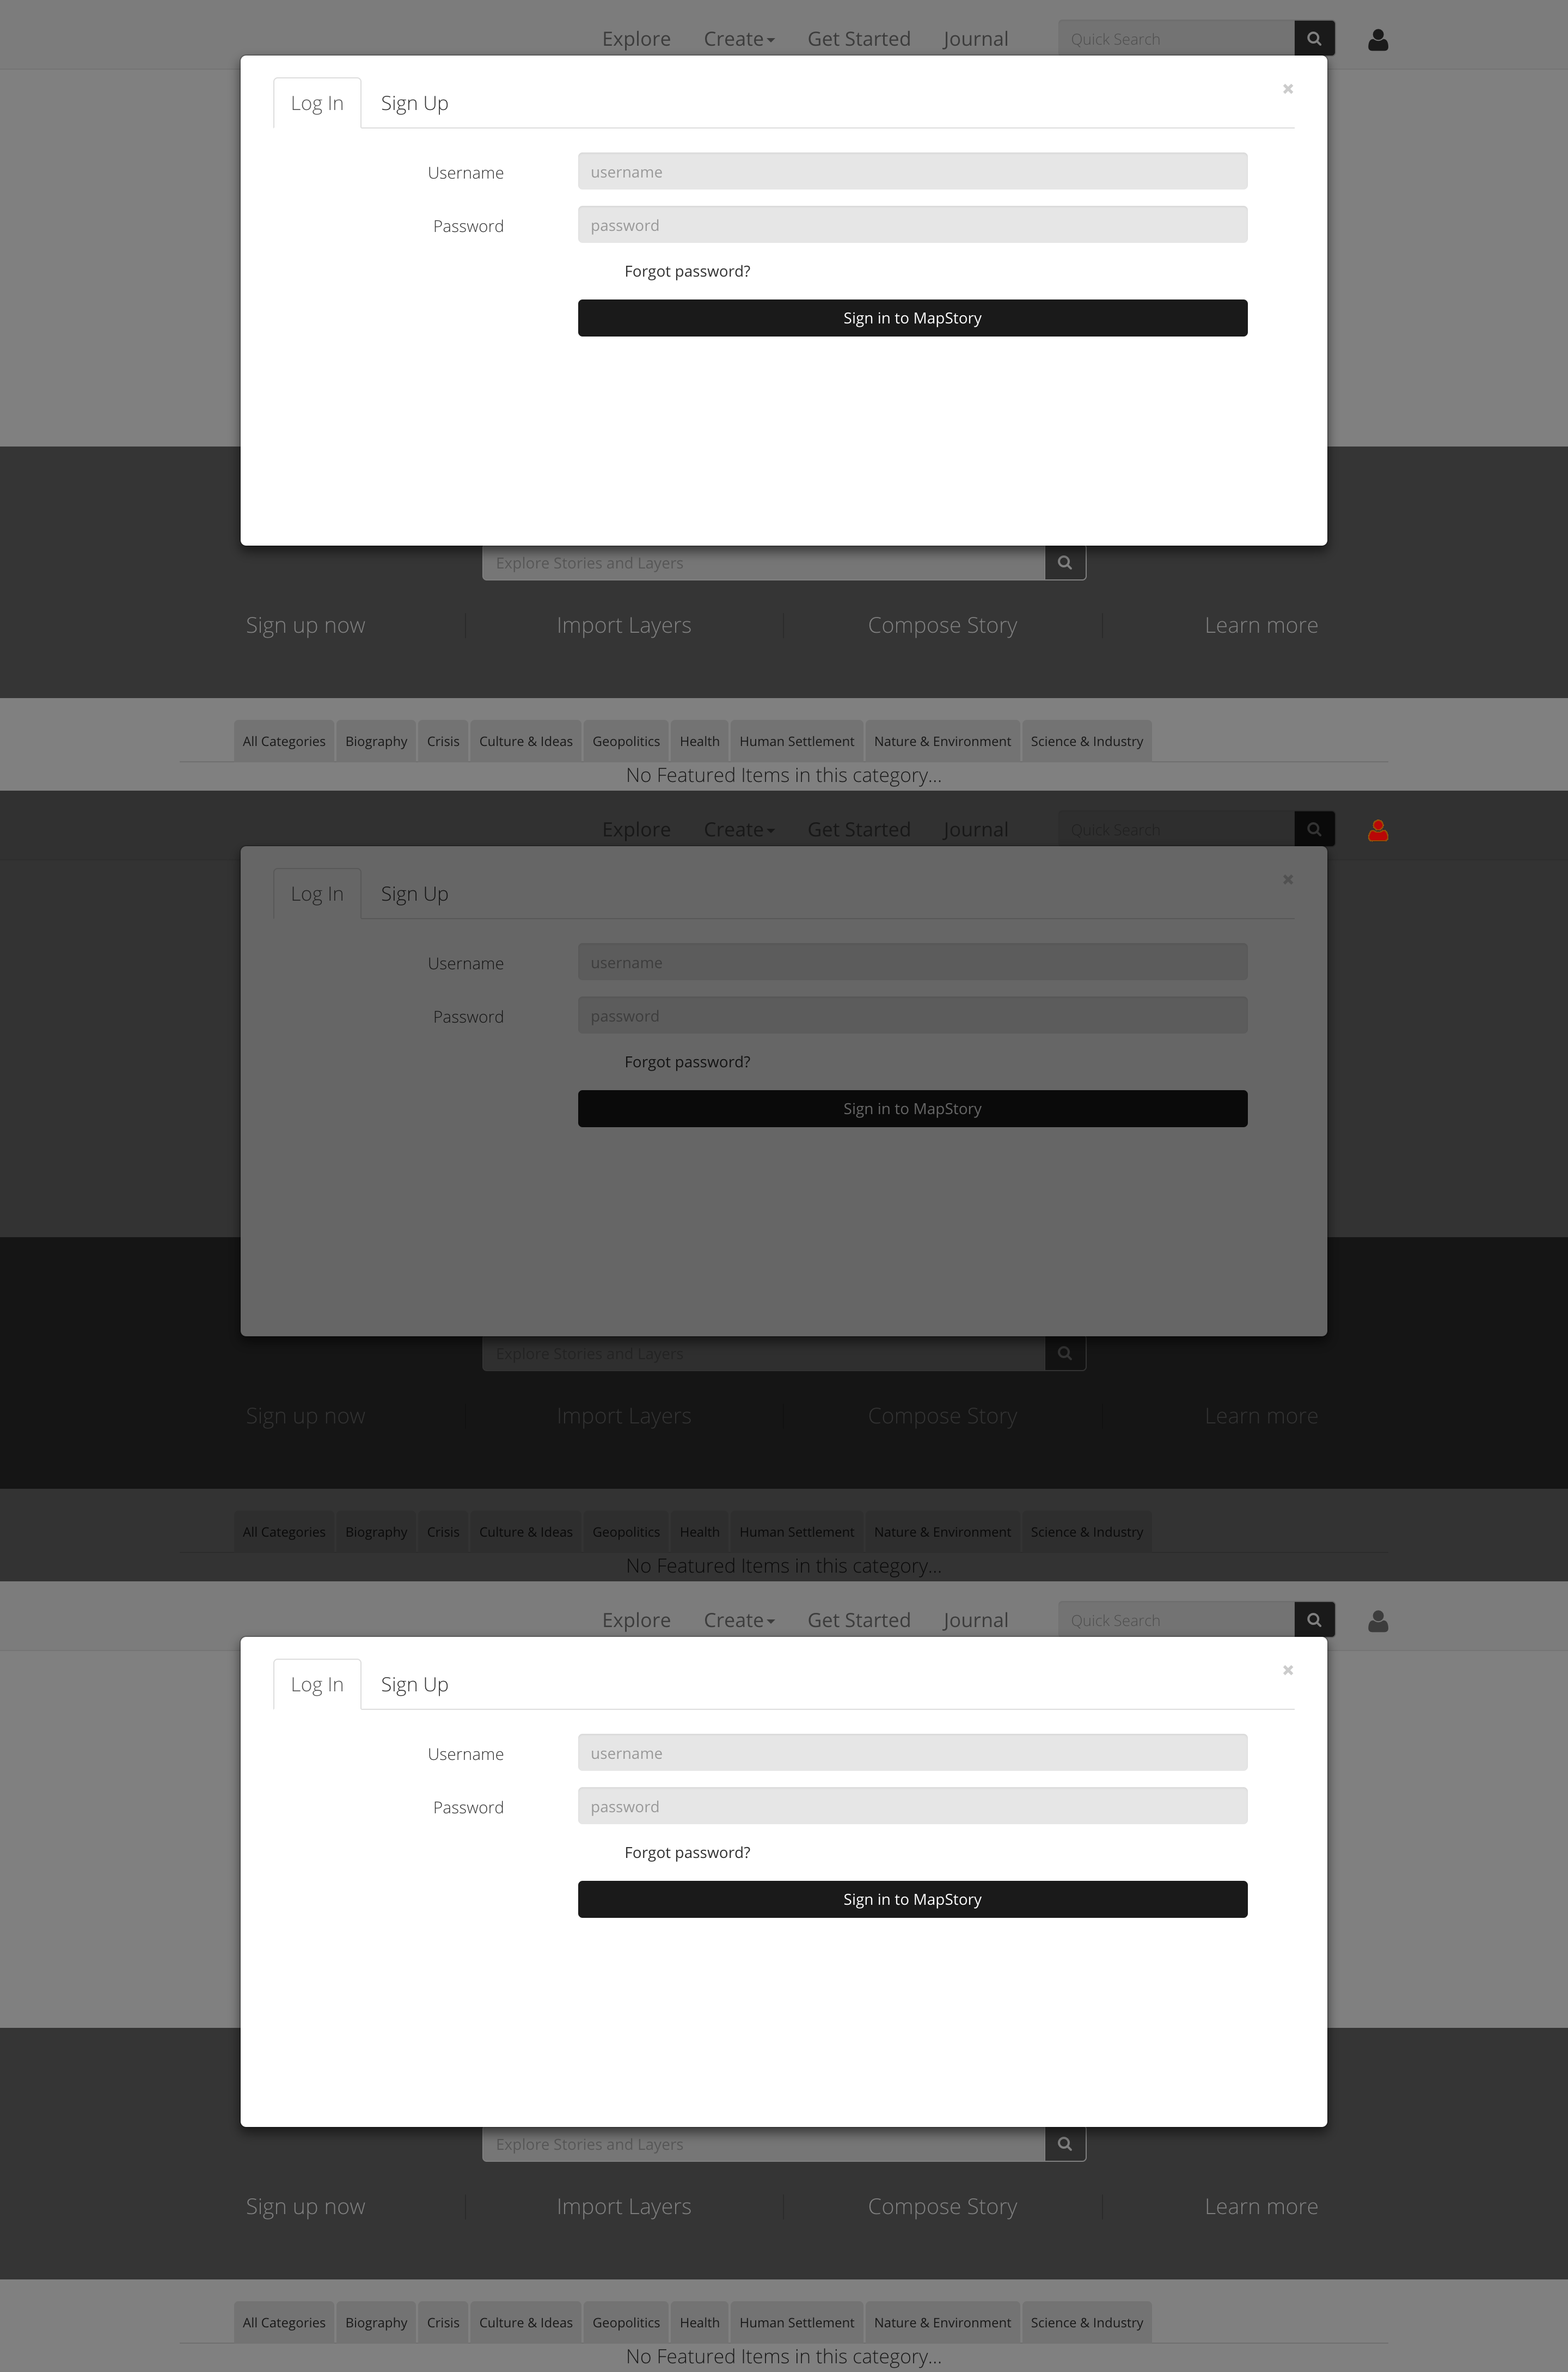 Explore Create Get Started Journal Quick Search
Log In Sign Up
Username username
Password password
Forgot password?
Sign in to MapStory
Explore Stories and Layers
Sign up now Import Layers Compose Story Learn more
All Categories Biography Crisis Culture & Ideas Geopolitics Health Human Settlement Nature & Environment Science & Industry
No Featured Items in this category...
Explore Create Get Started Journal Quick Search
Log In Sign Up
Username username
Password password
Forgot password?
Sign in to MapStory
Explore Stories and Layers
Sign up now Import Layers Compose Story Learn more
All Categories Biography Crisis Culture & Ideas Geopolitics Health Human Settlement Nature & Environment Science & Industry
No Featured Items in this category...
Explore Create Get Started Journal Quick Search
Log In Sign Up
Username username
Password password
Forgot password?
Sign in to MapStory
Explore Stories and Layers
Sign up now Import Layers Compose Story Learn more
All Categories Biography Crisis Culture & Ideas Geopolitics Health Human Settlement Nature & Environment Science & Industry
No Featured Items in this category...